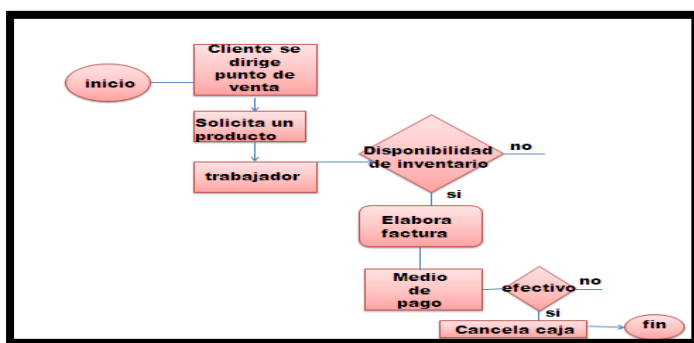 inicio
Cliente se
dirige
punto de
venta
Solicita un
producto
trabajador
Disponibilidad
de inventario
no
si
Elabora
factura
Medio
de
pago
efectivo
no
si
Cancela caja
fin